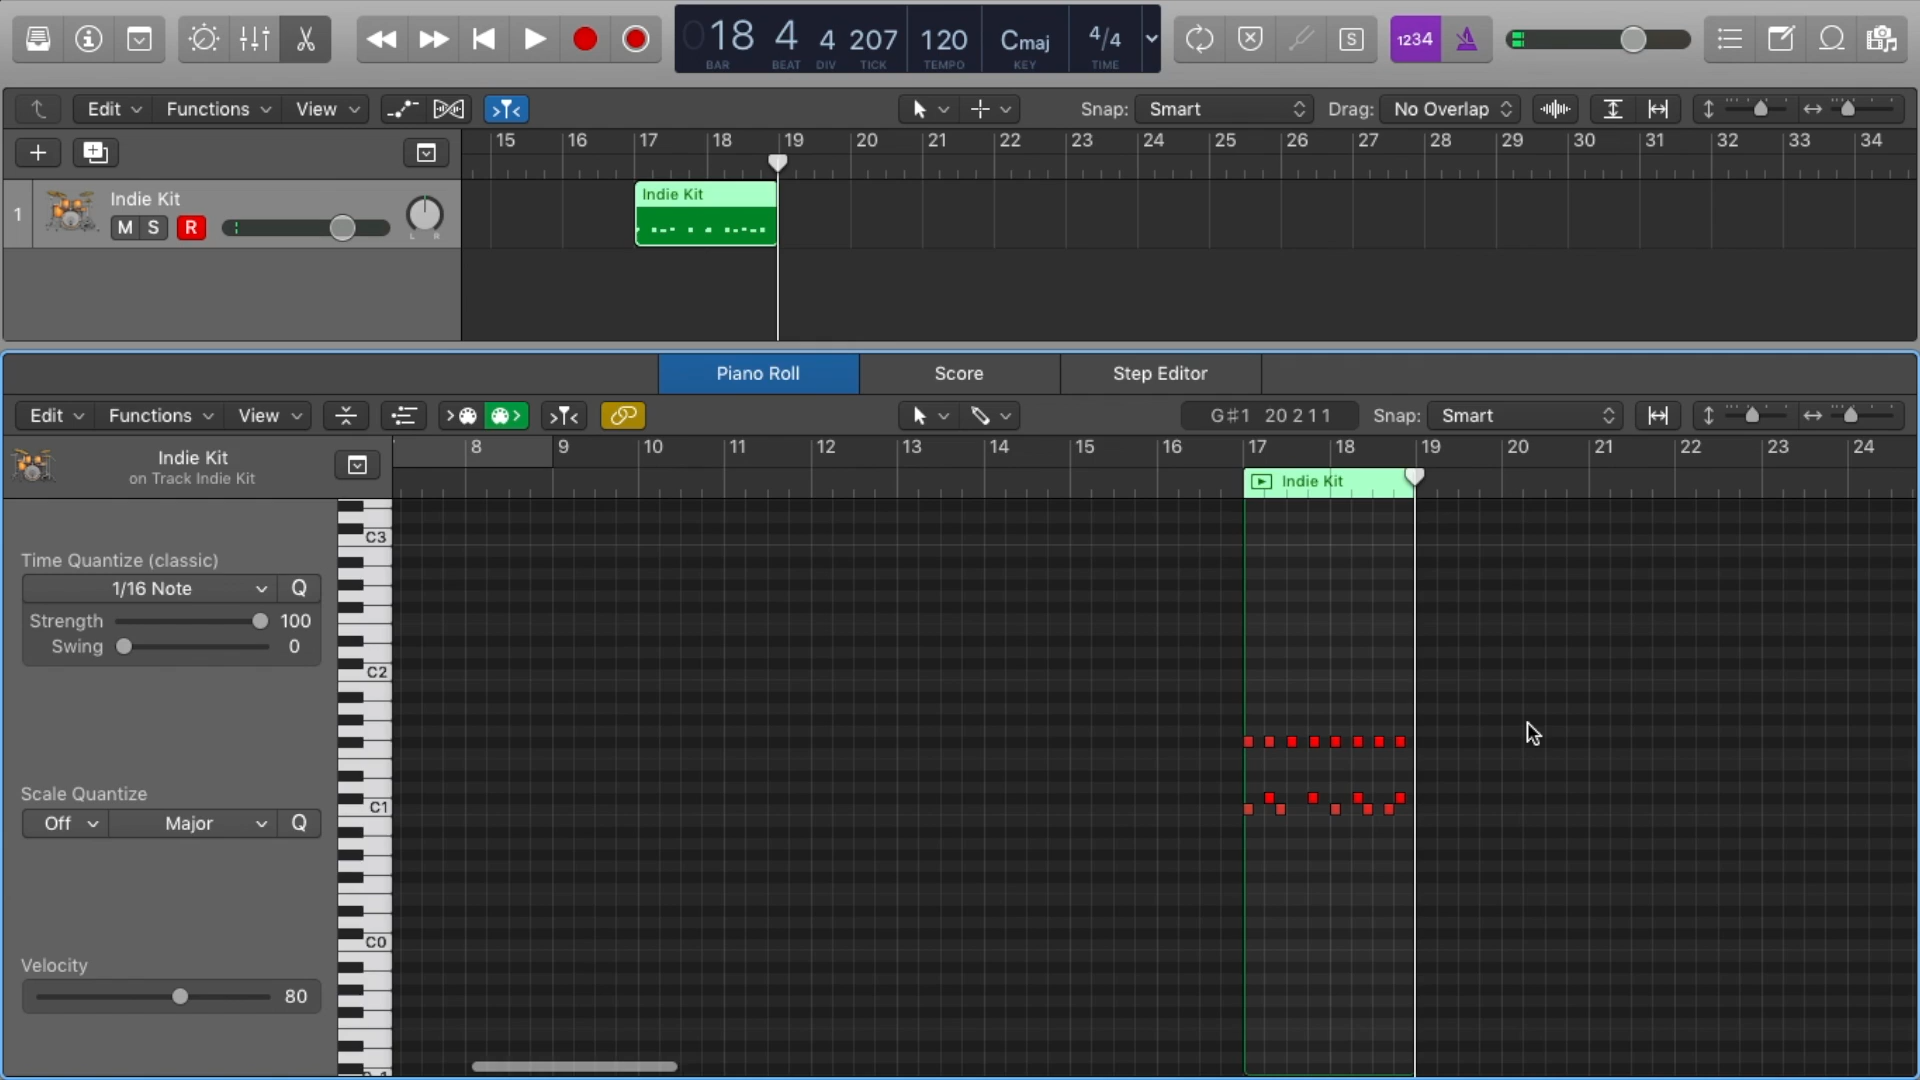 1234
018 4 4 207 120 Cmaj 4/4
BAR BEAT DIV TICK TEMPO KEY TIME
S
Edit Functions View Snap: Smart Drag: No Overlap
15 16 17 18 19 20 21 22 23 24 25 26 27 28 29 30 31 32 33 34
1 Indie Kit
M S R
L R
Indie Kit
Piano Roll Score Step Editor
Edit Functions View G#1 20 2 1 1 Snap: Smart
8 9 10 11 12 13 14 15 16 17 18 19 20 21 22 23 24
Indie Kit
on Track Indie Kit
Indie Kit
C3
Time Quantize (classic)
1/16 Note Q
Strength 100
Swing 0
C2
Scale Quantize
C1
Off Major Q
C0
Velocity
80